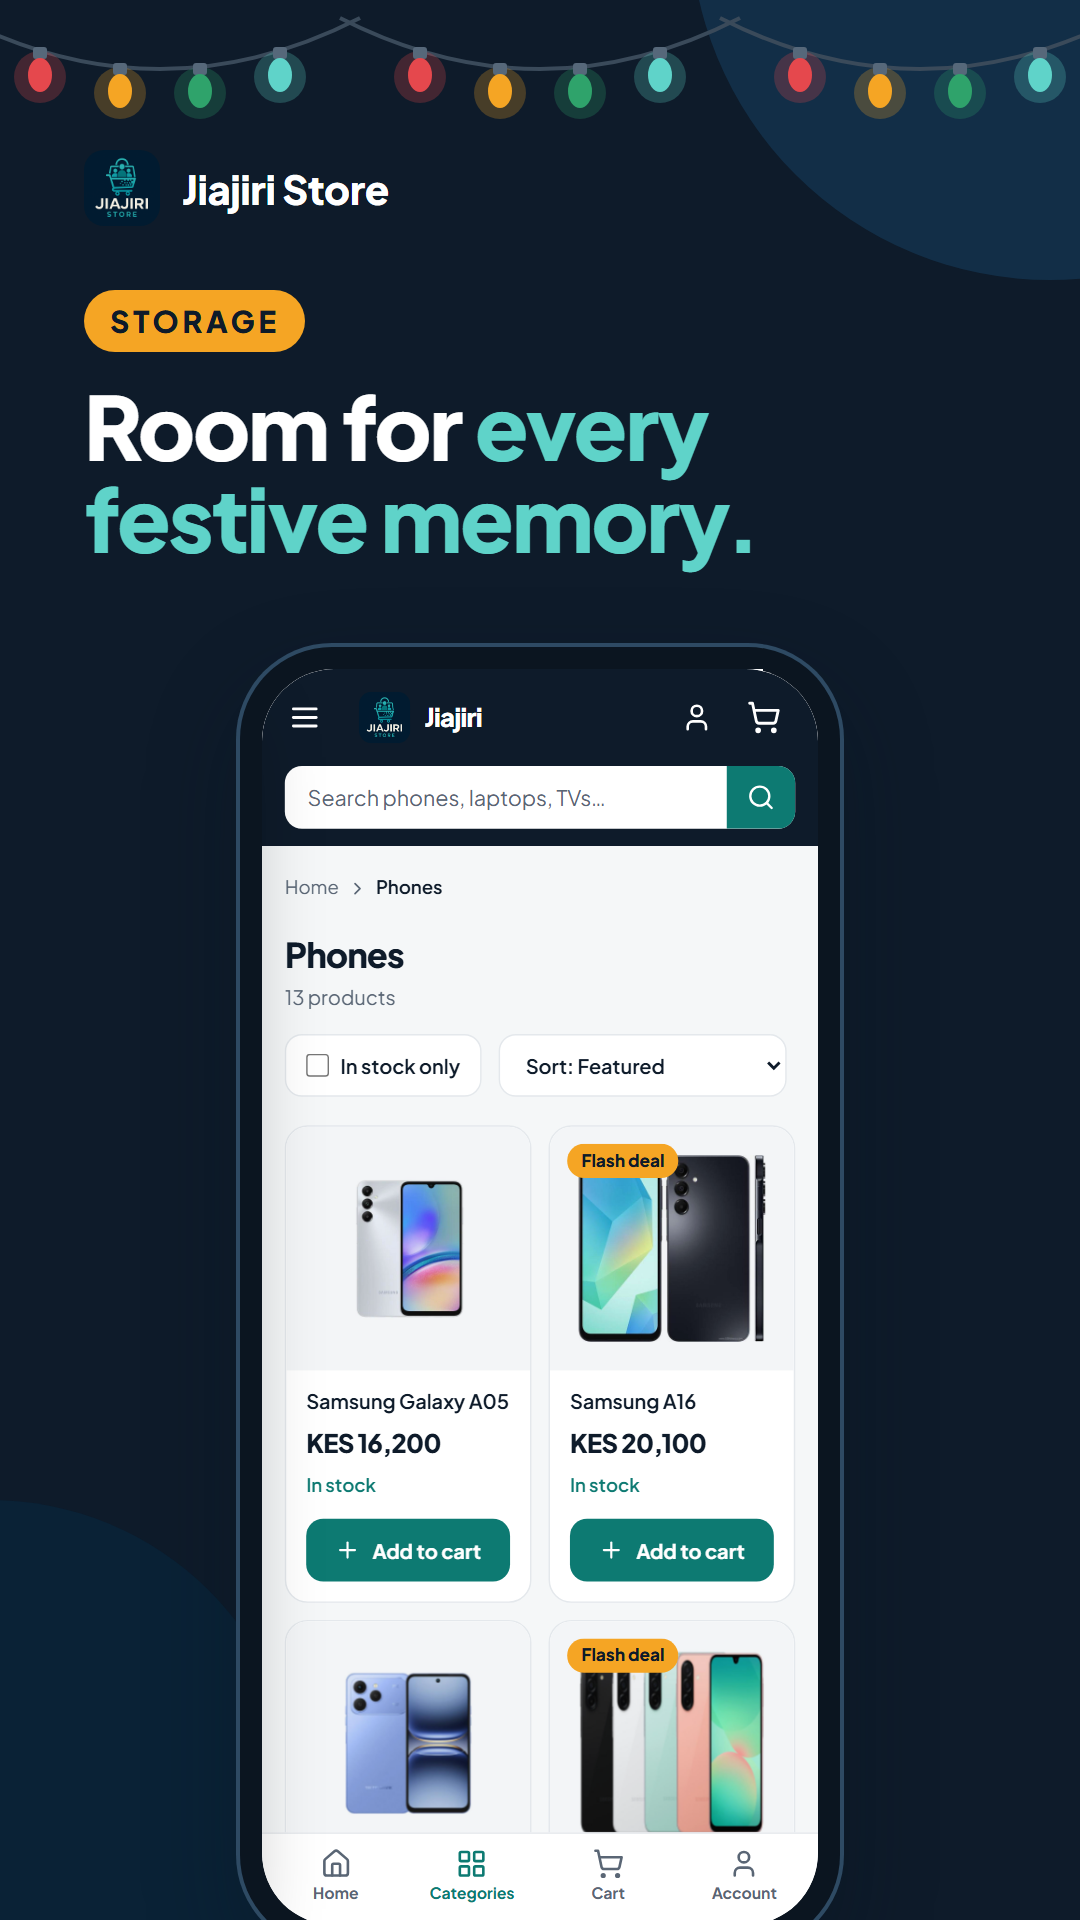 JIAJIRI
STORE
Jiajiri Store
STORAGE
Room for every
festive memory.
JIAJIRI
STORE
Jiajiri
Search phones, laptops, TVs...
Home > Phones
Phones
13 products
In stock only
Sort: Featured
Flash deal
Samsung Galaxy A05
Samsung A16
KES 16,200
KES 20,100
In stock
In stock
+ Add to cart
+ Add to cart
Flash deal
Home
Categories
Cart
Account